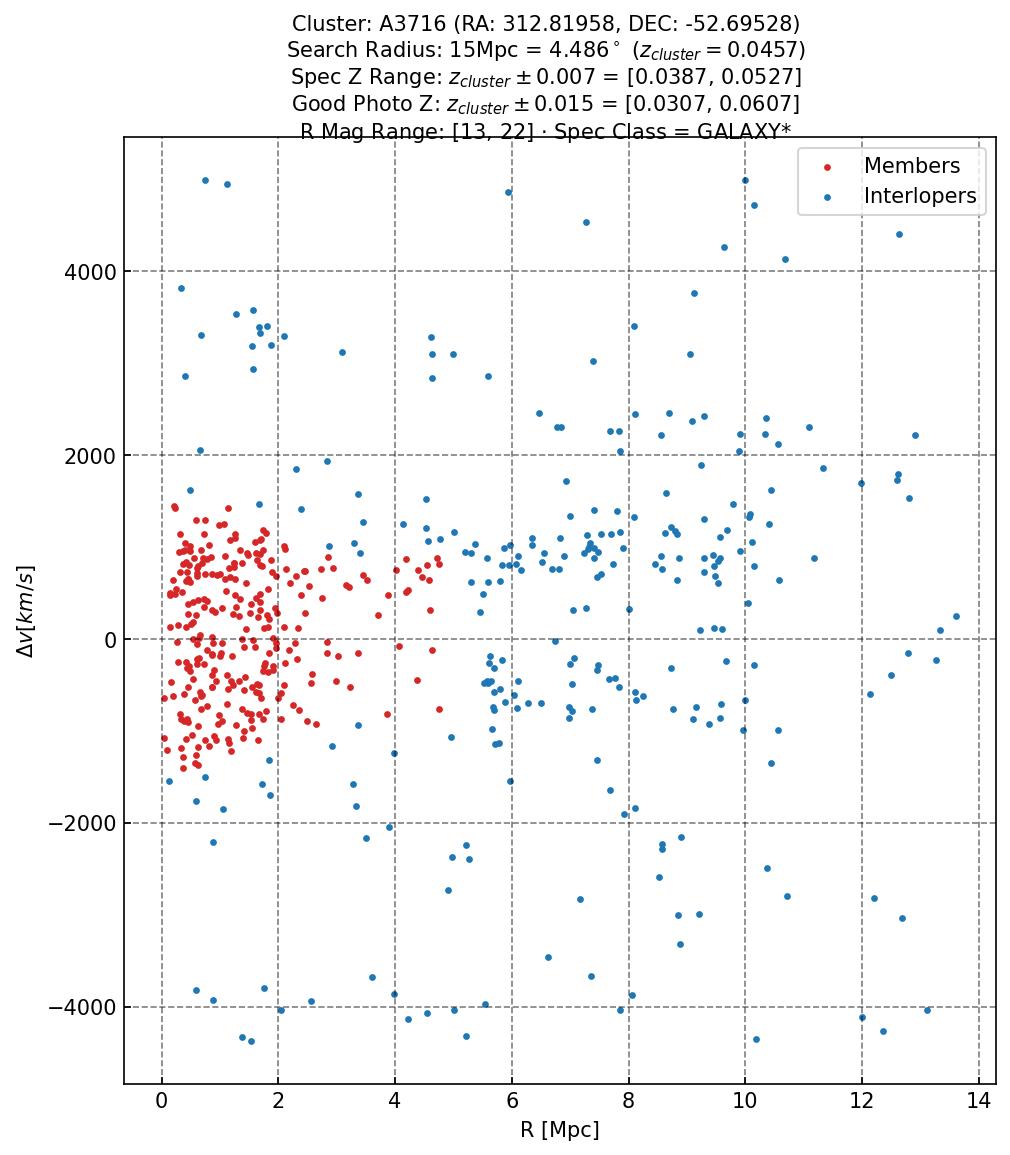 Cluster: A3716 (RA: 312.81958, DEC: -52.69528)
Search Radius: 15Mpc = 4.486° (z_cluster = 0.0457)
Spec Z Range: z_cluster ± 0.007 = [0.0387, 0.0527]
Good Photo Z: z_cluster ± 0.015 = [0.0307, 0.0607]
R Mag Range: [13, 22] · Spec Class = GALAXY*
Members
Interlopers
4000
2000
0
−2000
−4000
Δv[km/s]
0 2 4 6 8 10 12 14
R [Mpc]